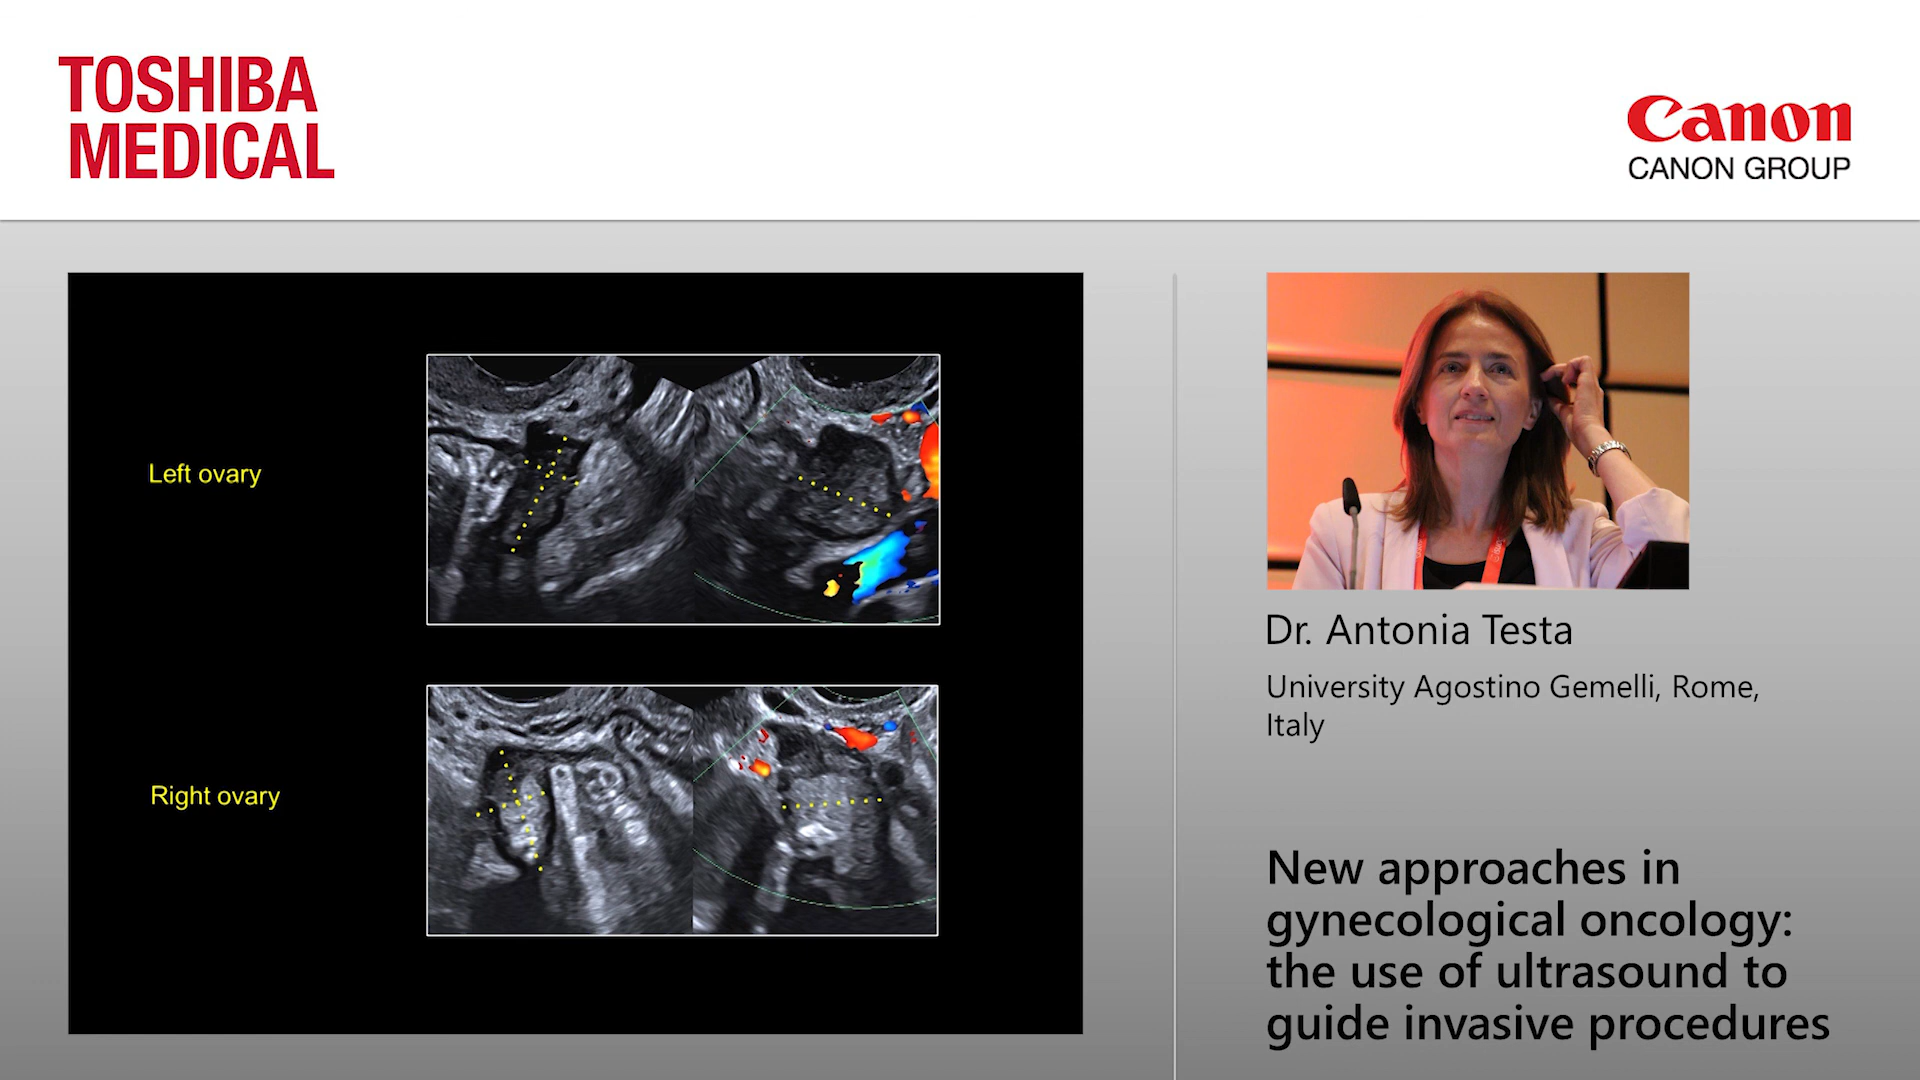 TOSHIBA
MEDICAL
Canon
CANON GROUP
Left ovary
Right ovary
Dr. Antonia Testa
University Agostino Gemelli, Rome,
Italy
New approaches in
gynecological oncology:
the use of ultrasound to
guide invasive procedures